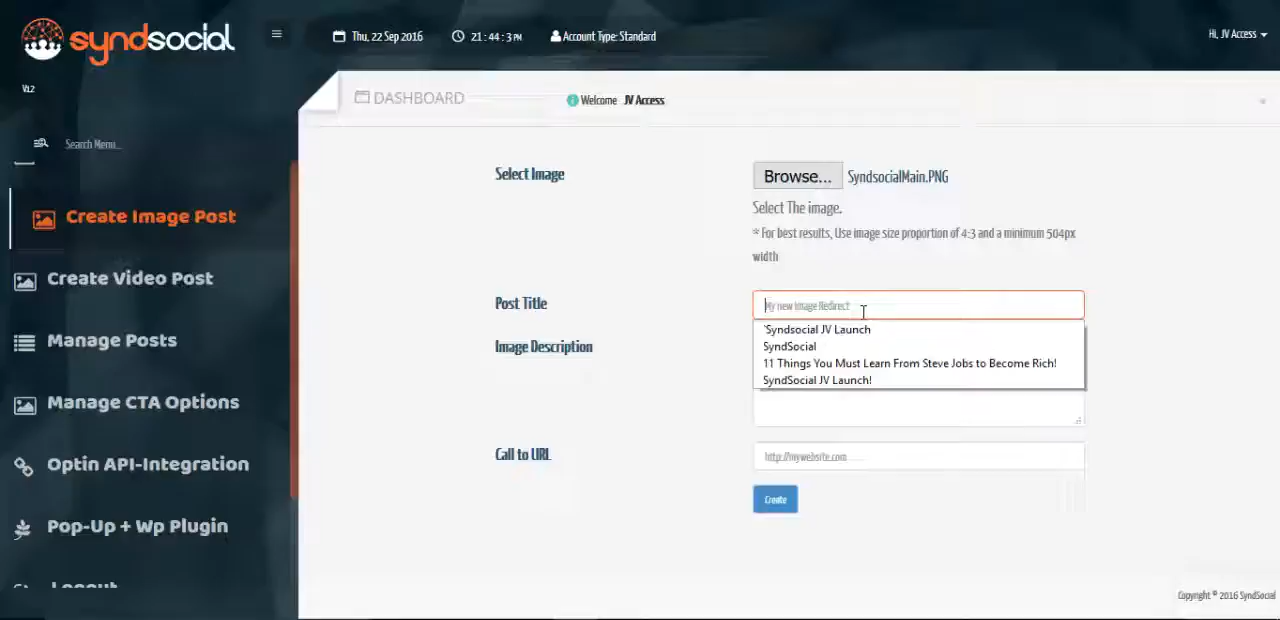 syndsocial
Thu, 22 Sep 2016
21:44:3 PM
Account Type: Standard
Hi, JV Access
V1.2
DASHBOARD
Welcome JV Access
Search Menu...
Select Image
Browse...
SyndsocialMain.PNG
Select The image.
* For best results, Use image size proportion of 4:3 and a minimum 504px
width
Create Image Post
Create Video Post
Manage Posts
Manage CTA Options
Optin API-Integration
Pop-Up + Wp Plugin
Logout
Post Title
My new Image Redirect
`Syndsocial JV Launch
SyndSocial
11 Things You Must Learn From Steve Jobs to Become Rich!
SyndSocial JV Launch!
Image Description
Call to URL
http://mywebsite.com......
Create
Copyright © 2016 SyndSocial